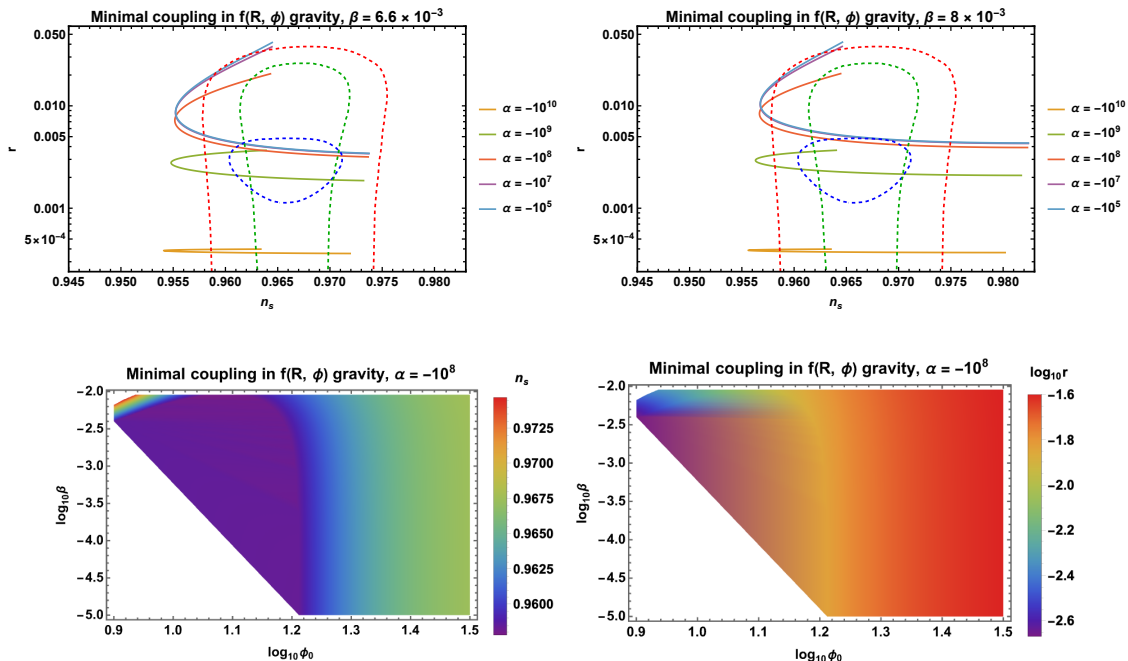 Minimal coupling in f(R, ϕ) gravity, β = 6.6 × 10⁻³
0.050
0.010
0.005
0.001
5×10⁻⁴
r
0.945 0.950 0.955 0.960 0.965 0.970 0.975 0.980
nₛ
α = -10¹⁰
α = -10⁹
α = -10⁸
α = -10⁷
α = -10⁵
Minimal coupling in f(R, ϕ) gravity, β = 8 × 10⁻³
0.050
0.010
0.005
0.001
5×10⁻⁴
r
0.945 0.950 0.955 0.960 0.965 0.970 0.975 0.980
nₛ
α = -10¹⁰
α = -10⁹
α = -10⁸
α = -10⁷
α = -10⁵
Minimal coupling in f(R, ϕ) gravity, α = -10⁸
-2.0
-2.5
-3.0
-3.5
-4.0
-4.5
-5.0
log₁₀β
0.9 1.0 1.1 1.2 1.3 1.4 1.5
log₁₀ϕ₀
nₛ
0.9725
0.9700
0.9675
0.9650
0.9625
0.9600
Minimal coupling in f(R, ϕ) gravity, α = -10⁸
-2.0
-2.5
-3.0
-3.5
-4.0
-4.5
-5.0
log₁₀β
0.9 1.0 1.1 1.2 1.3 1.4 1.5
log₁₀ϕ₀
log₁₀r
-1.6
-1.8
-2.0
-2.2
-2.4
-2.6